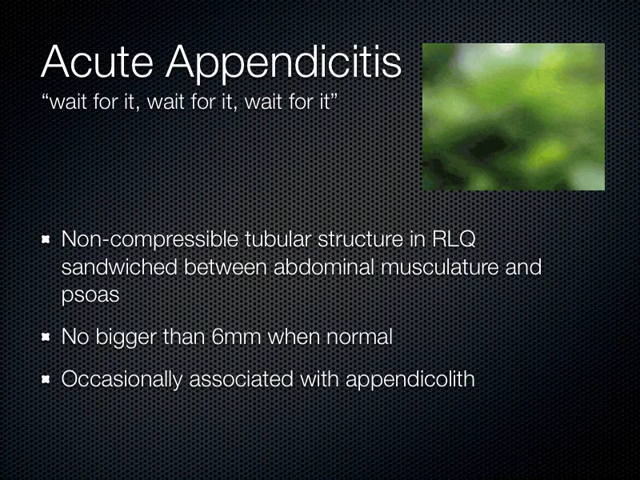 Acute Appendicitis
“wait for it, wait for it, wait for it”
Non-compressible tubular structure in RLQ
sandwiched between abdominal musculature and
psoas
No bigger than 6mm when normal
Occasionally associated with appendicolith